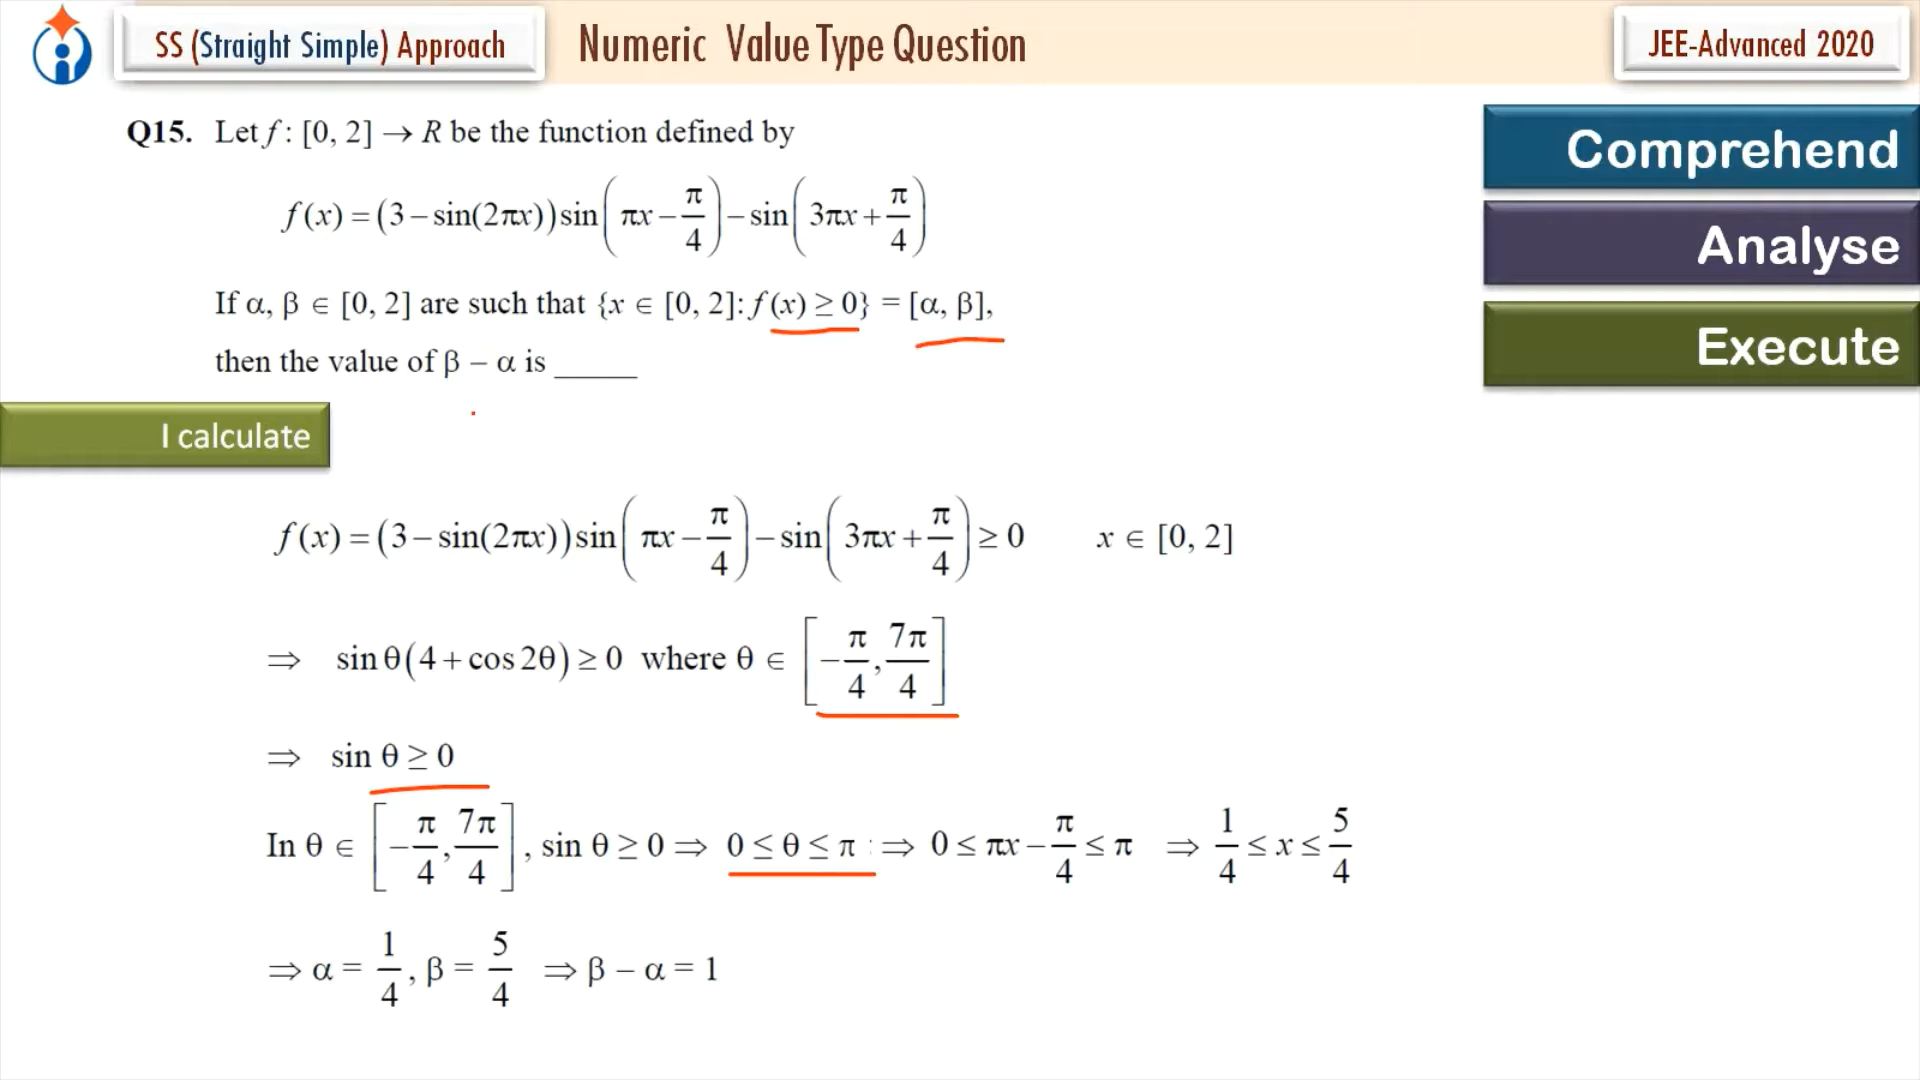 SS (Straight Simple) Approach
Numeric Value Type Question
JEE-Advanced 2020
Comprehend
Analyse
Execute
Q15. Let f : [0, 2] → R be the function defined by
f(x) = (3 – sin(2πx)) sin(πx – π/4) – sin(3πx + π/4)
If α, β ∈ [0, 2] are such that {x ∈ [0, 2]: f(x) ≥ 0} = [α, β],
then the value of β – α is _____
I calculate
f(x) = (3 – sin(2πx)) sin(πx – π/4) – sin(3πx + π/4) ≥ 0 x ∈ [0, 2]
⇒ sin θ(4 + cos 2θ) ≥ 0 where θ ∈ [–π/4, 7π/4]
⇒ sin θ ≥ 0
In θ ∈ [–π/4, 7π/4], sin θ ≥ 0 ⇒ 0 ≤ θ ≤ π ⇒ 0 ≤ πx – π/4 ≤ π ⇒ 1/4 ≤ x ≤ 5/4
⇒ α = 1/4, β = 5/4 ⇒ β – α = 1